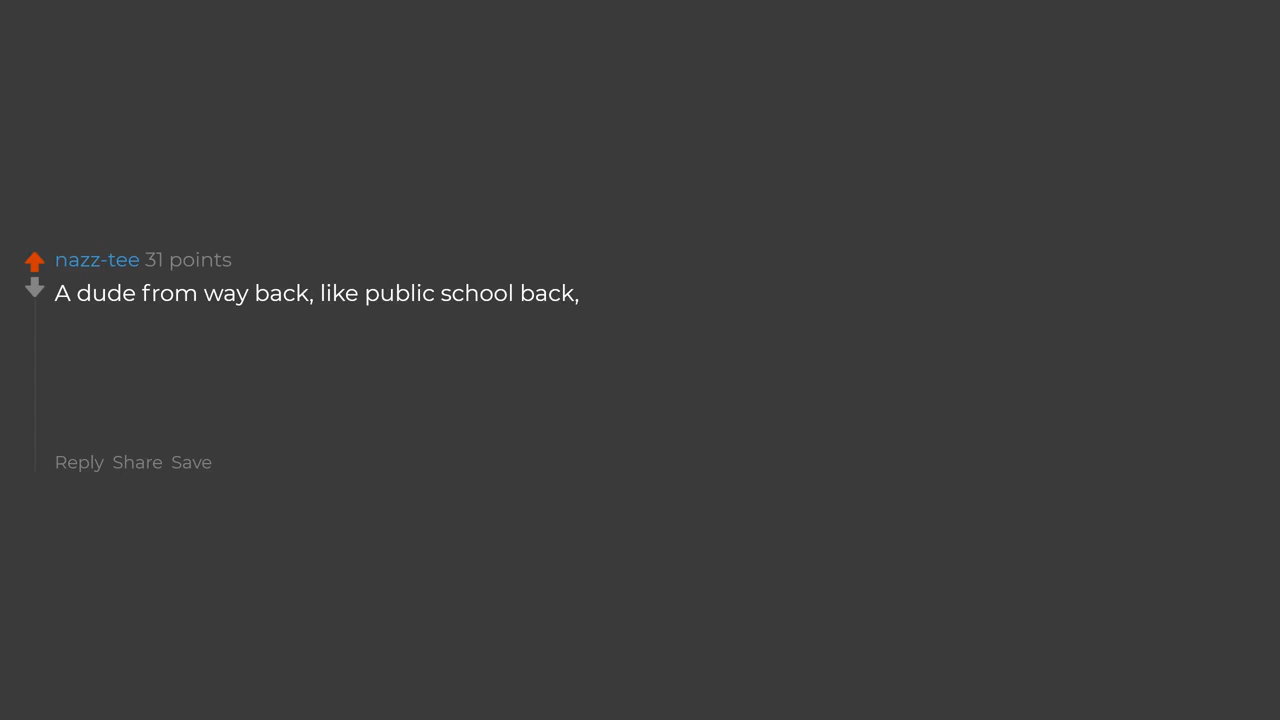 nazz-tee 31 points
A dude from way back, like public school back,
Reply Share Save